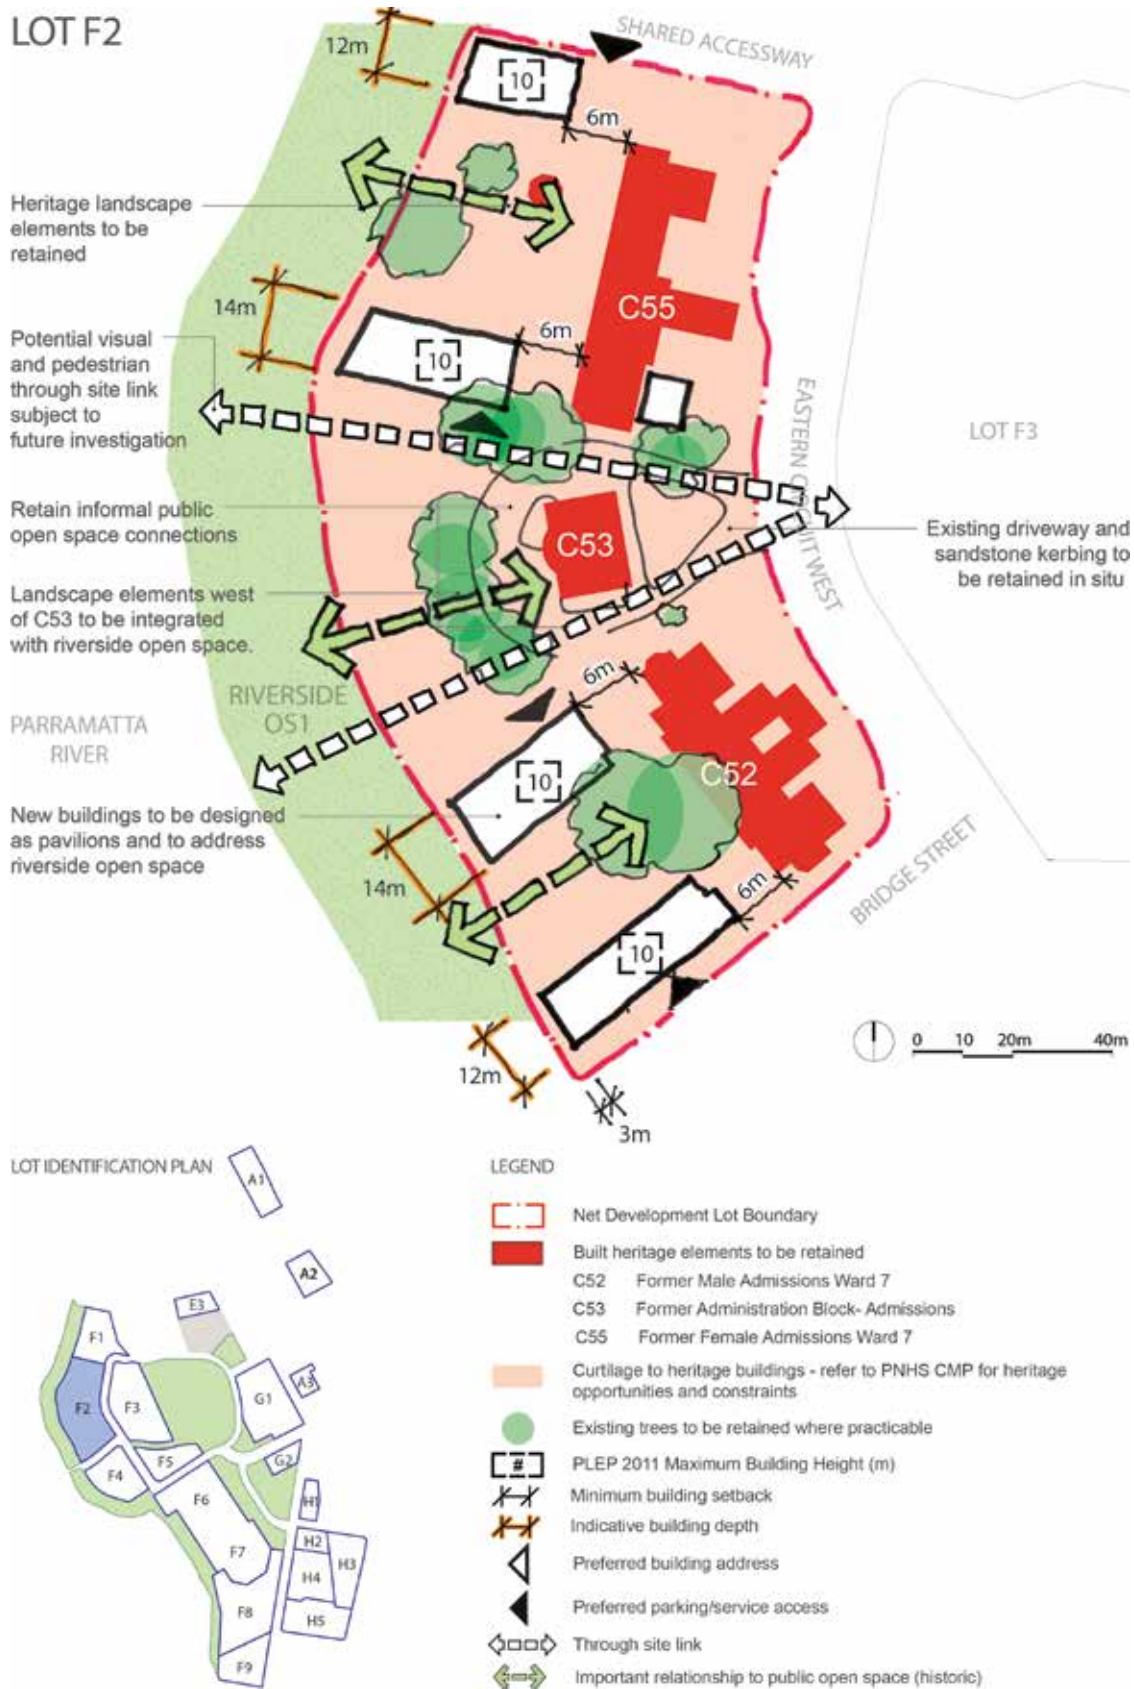 LOT F2
SHARED ACCESSWAY
12m
10
6m
Heritage landscape
elements to be
retained
14m
C55
6m
10
Potential visual
and pedestrian
through site link
subject to
future investigation
EASTERN CIRCUIT WEST
LOT F3
Retain informal public
open space connections
C53
Existing driveway and
sandstone kerbing to
be retained in situ
Landscape elements west
of C53 to be integrated
with riverside open space.
6m
RIVERSIDE
OS1
PARRAMATTA
RIVER
C52
10
New buildings to be designed
as pavilions and to address
riverside open space
14m
6m
BRIDGE STREET
10
12m
3m
0 10 20m 40m
LOT IDENTIFICATION PLAN
A1
A2
E3
F1
F2
F3
G1
A3
F4
F5
G2
F6
H1
F7
H2
H3
H4
F8
H5
F9
LEGEND
Net Development Lot Boundary
Built heritage elements to be retained
C52 Former Male Admissions Ward 7
C53 Former Administration Block- Admissions
C55 Former Female Admissions Ward 7
Curtilage to heritage buildings - refer to PNHS CMP for heritage
opportunities and constraints
Existing trees to be retained where practicable
# PLEP 2011 Maximum Building Height (m)
Minimum building setback
Indicative building depth
Preferred building address
Preferred parking/service access
Through site link
Important relationship to public open space (historic)